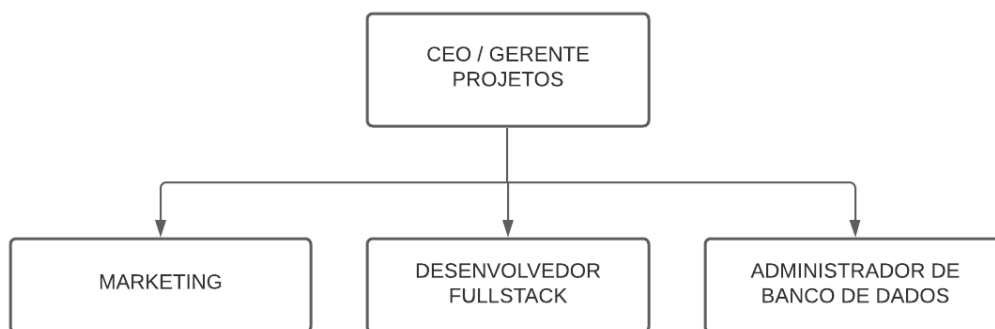 CEO / GERENTE
PROJETOS
MARKETING
DESENVOLVEDOR
FULLSTACK
ADMINISTRADOR DE
BANCO DE DADOS